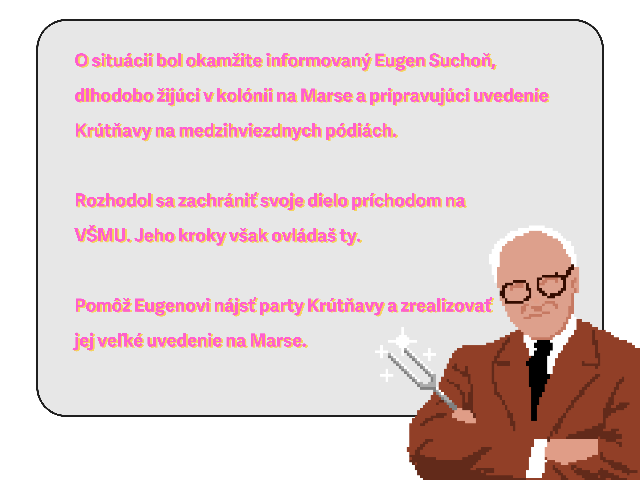 O situácii bol okamžite informovaný Eugen Suchoň,
dlhodobo žijúci v kolónii na Marse a pripravujúci uvedenie
Krútňavy na medzihviezdnych pódiách.
Rozhodol sa zachrániť svoje dielo príchodom na
VŠMU. Jeho kroky však ovládaš ty.
Pomôž Eugenovi nájsť party Krútňavy a zrealizovať
jej veľké uvedenie na Marse.